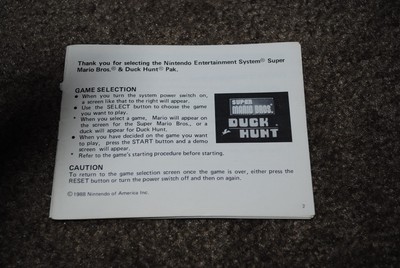 Thank you for selecting the Nintendo Entertainment System© Super
Mario Bros.© & Duck Hunt© Pak.
GAME SELECTION
● When you turn the system power switch on,
a screen like that to the right will appear.
● Use the SELECT button to choose the game
you want to play.
* When you select a game, Mario will appear on
the screen for the Super Mario Bros., or a
duck will appear for Duck Hunt.
● When you have decided on the game you want
to play; press the START button and a demo
screen will appear.
* Refer to the game's starting procedure before starting.
SUPER
MARIO BROS.
DUCK
HUNT
CAUTION
To return to the game selection screen once the game is over, either press the
RESET button or turn the power switch off and then on again.
©1988 Nintendo of America Inc.
2